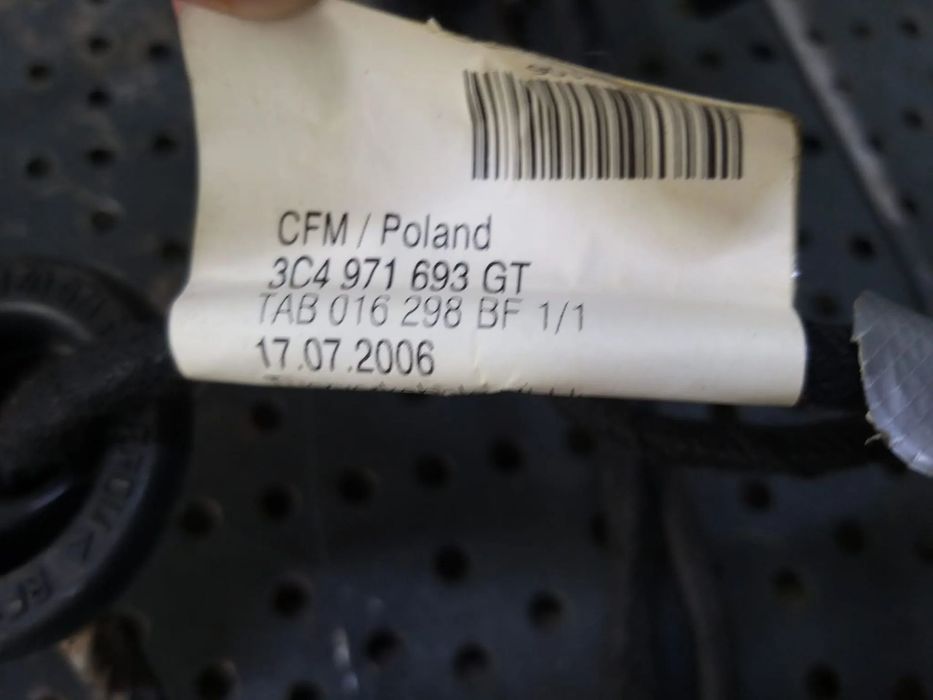 CFM / Poland
3C4 971 693 GT
TAB 016 298 BF 1/1
17.07.2006